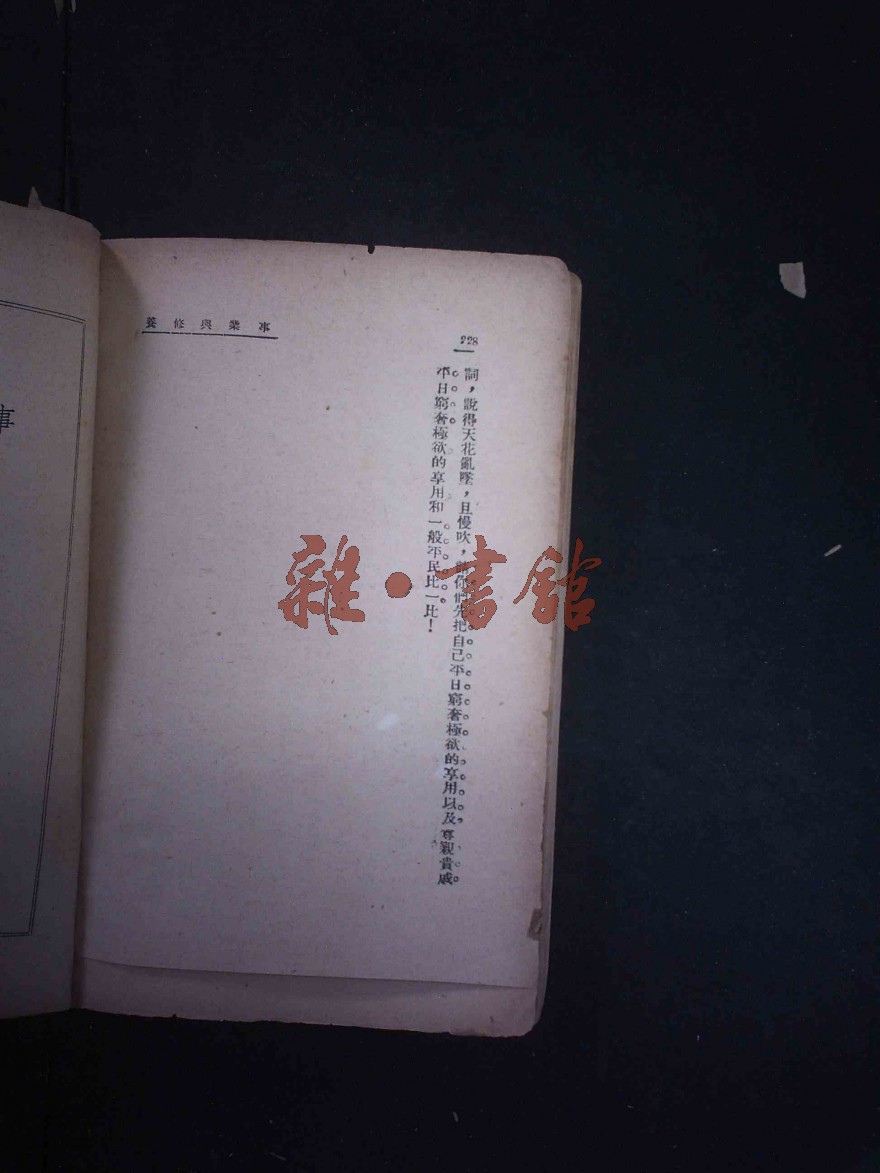 養修與業事
228
詞，說得天花亂墜，且慢吹，請你們先把自己平日窮奢極欲的享用以及尊親貴戚
平日窮奢極欲的享用和一般平民比一比！
雜·書館
事